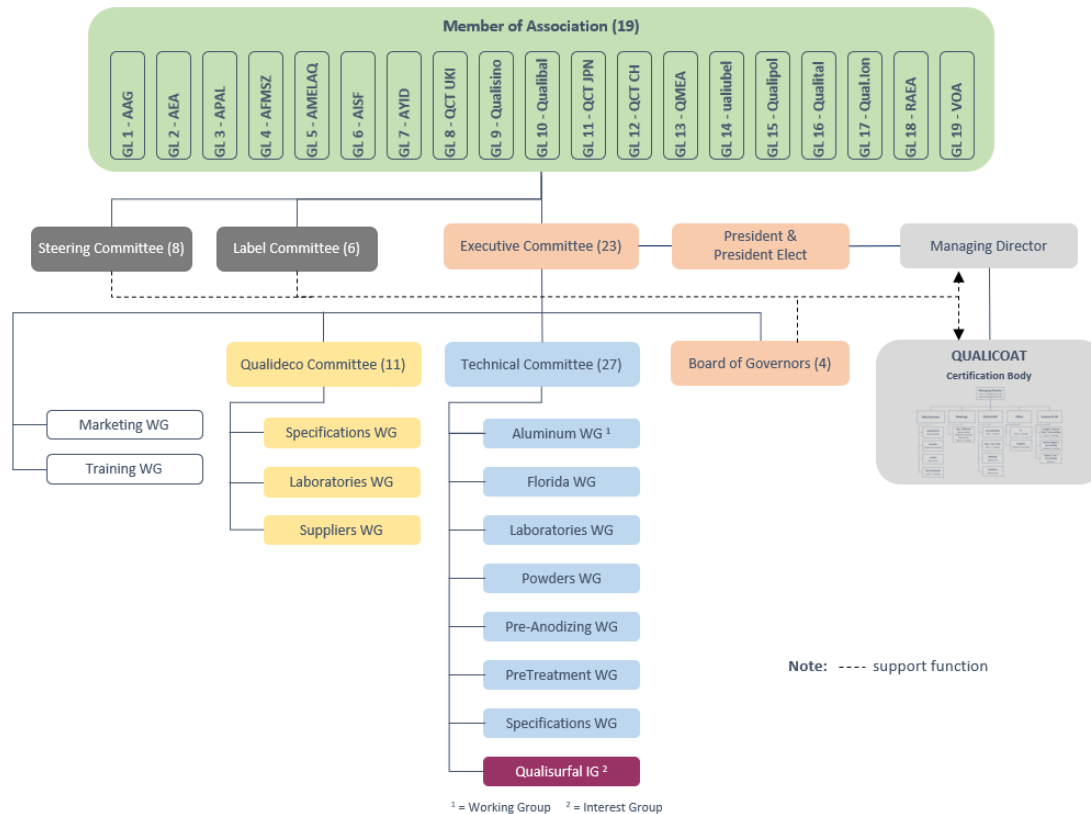 Member of Association (19)
GL 1 - AAG
GL 2 - AEA
GL 3 - APAL
GL 4 - AFMSZ
GL 5 - AMELAQ
GL 6 - AISF
GL 7 - AYID
GL 8 - QCT UKI
GL 9 - Qualisino
GL 10 - Qualibal
GL 11 - QCT JPN
GL 12 - QCT CH
GL 13 - QMEA
GL 14 - ualiubel
GL 15 - Qualipol
GL 16 - Qualital
GL 17 - Qual.Ion
GL 18 - RAEA
GL 19 - VOA
Steering Committee (8)
Label Committee (6)
Executive Committee (23)
President &
President Elect
Managing Director
Qualideco Committee (11)
Technical Committee (27)
Board of Governors (4)
QUALICOAT
Certification Body
Marketing WG
Training WG
Specifications WG
Laboratories WG
Suppliers WG
Aluminum WG ¹
Florida WG
Laboratories WG
Powders WG
Pre-Anodizing WG
PreTreatment WG
Specifications WG
Qualisurfal IG ²
Note: ---- support function
¹ = Working Group ² = Interest Group